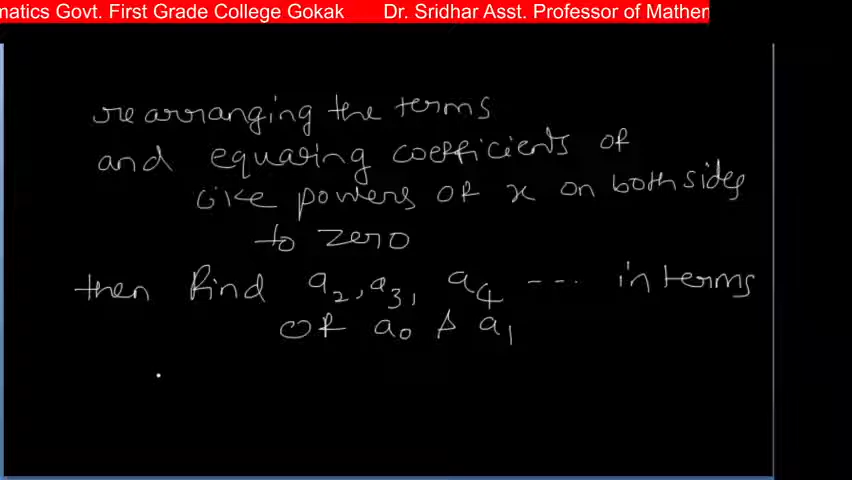 matics Govt. First Grade College Gokak Dr. Sridhar Asst. Professor of Mathem
rearranging the terms
and equating coefficients of
like powers of x on both sides
to zero
then find a₂, a₃, a₄ --- in terms
of a₀ & a₁